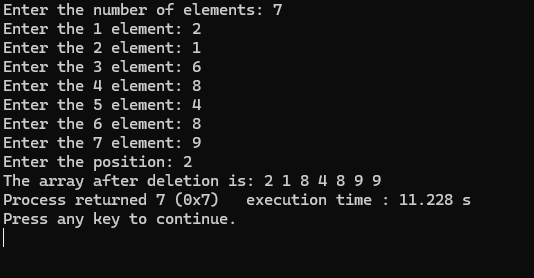 Enter the number of elements: 7
Enter the 1 element: 2
Enter the 2 element: 1
Enter the 3 element: 6
Enter the 4 element: 8
Enter the 5 element: 4
Enter the 6 element: 8
Enter the 7 element: 9
Enter the position: 2
The array after deletion is: 2 1 8 4 8 9 9
Process returned 7 (0x7)   execution time : 11.228 s
Press any key to continue.